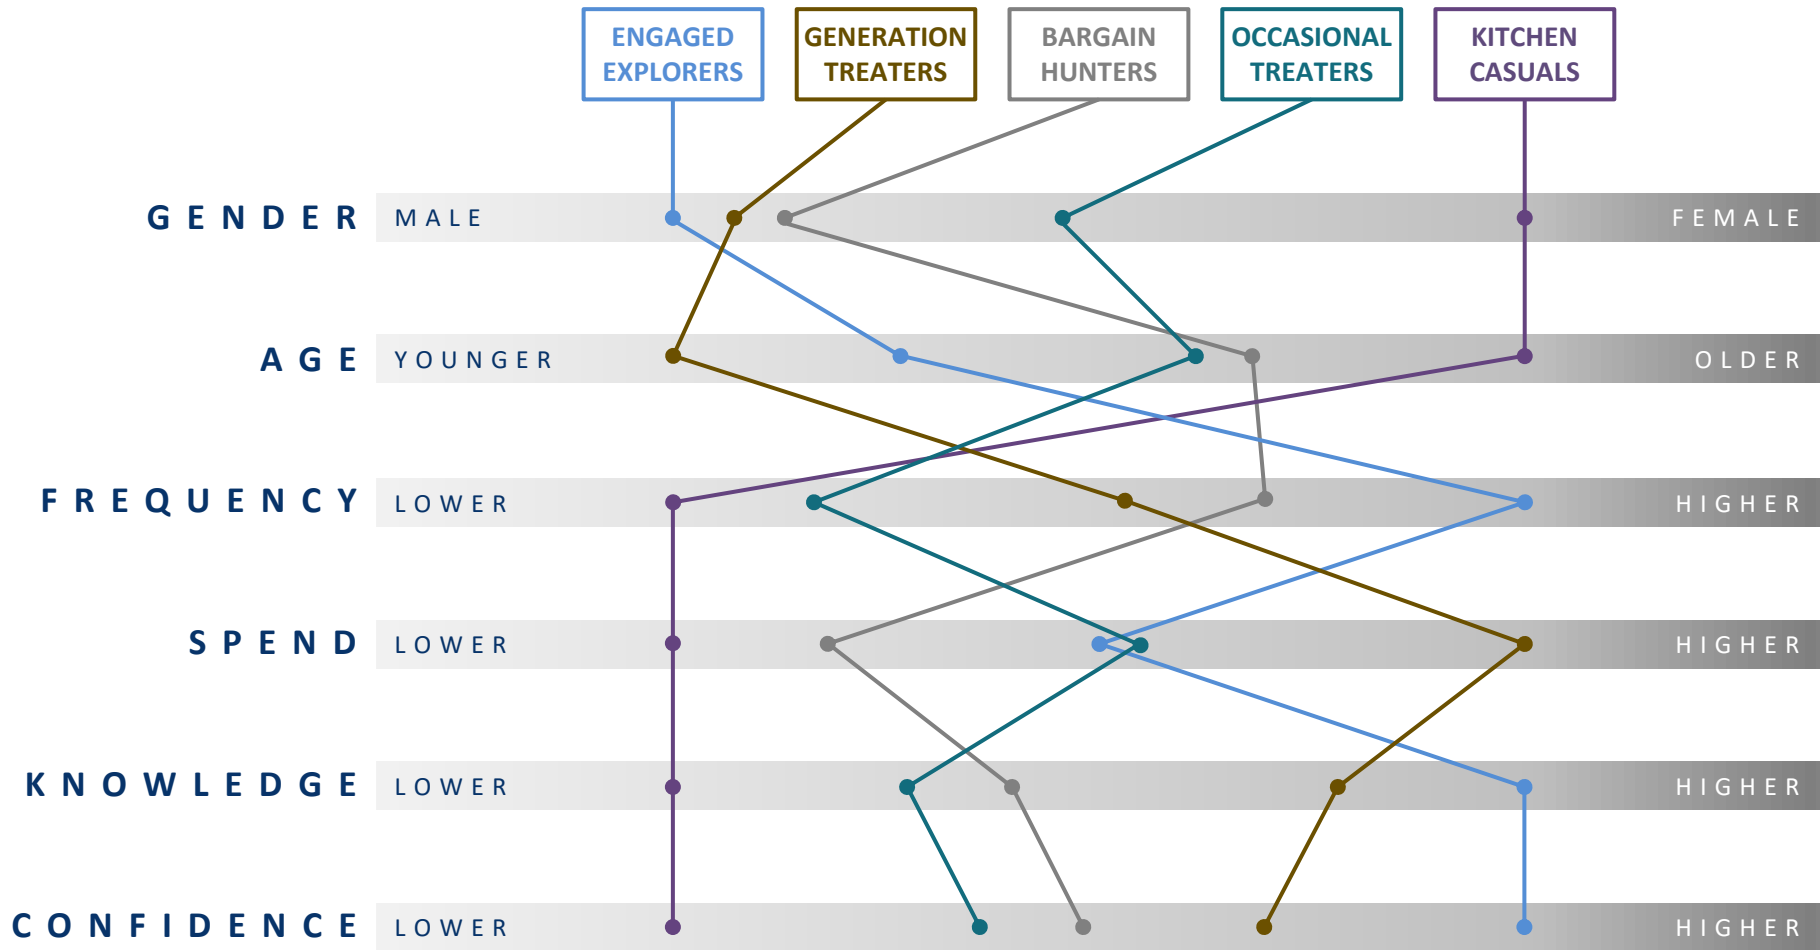 ENGAGED
EXPLORERS
GENERATION
TREATERS
BARGAIN
HUNTERS
OCCASIONAL
TREATERS
KITCHEN
CASUALS
GENDER MALE FEMALE
AGE YOUNGER OLDER
FREQUENCY LOWER HIGHER
SPEND LOWER HIGHER
KNOWLEDGE LOWER HIGHER
CONFIDENCE LOWER HIGHER